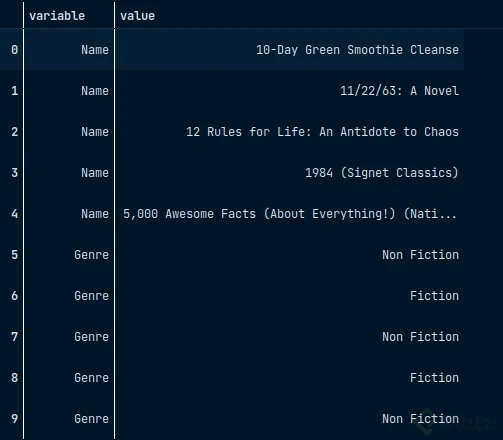 variable value
0 Name 10-Day Green Smoothie Cleanse
1 Name 11/22/63: A Novel
2 Name 12 Rules for Life: An Antidote to Chaos
3 Name 1984 (Signet Classics)
4 Name 5,000 Awesome Facts (About Everything!) (Nati...
5 Genre Non Fiction
6 Genre Fiction
7 Genre Non Fiction
8 Genre Fiction
9 Genre Non Fiction